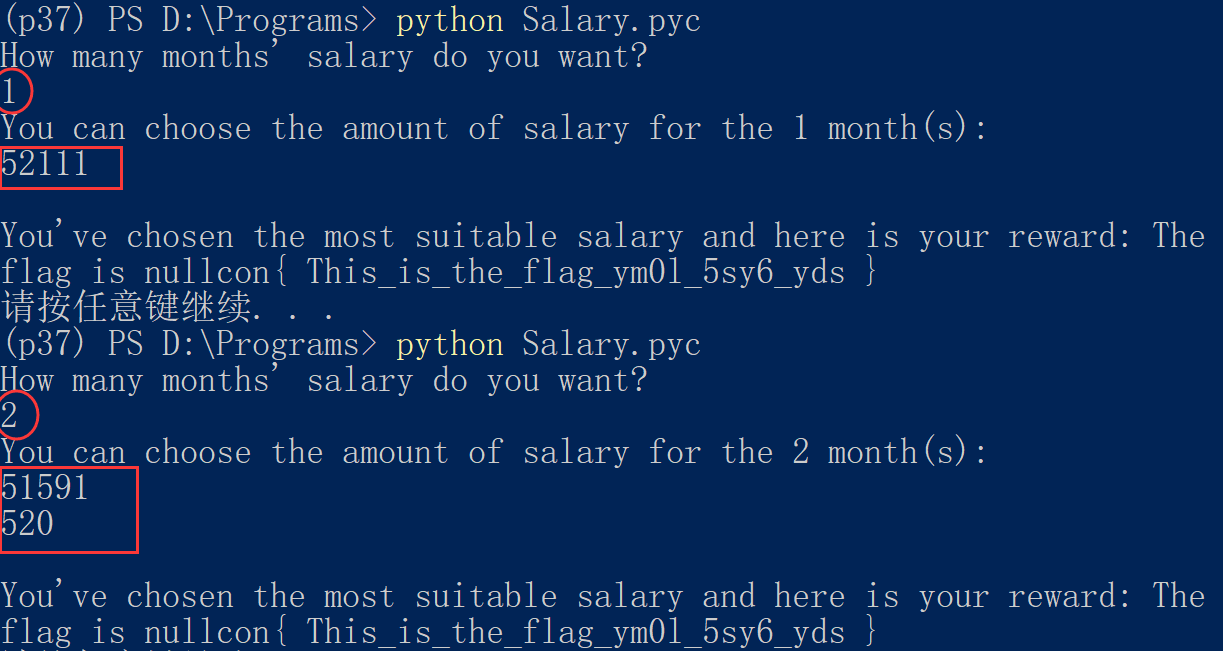 (p37) PS D:\Programs> python Salary.pyc
How many months' salary do you want?
1
You can choose the amount of salary for the 1 month(s):
52111
You've chosen the most suitable salary and here is your reward: The
flag is nullcon{ This_is_the_flag_ym0l_5sy6_yds }
请按任意键继续. . .
(p37) PS D:\Programs> python Salary.pyc
How many months' salary do you want?
2
You can choose the amount of salary for the 2 month(s):
51591
520
You've chosen the most suitable salary and here is your reward: The
flag is nullcon{ This_is_the_flag_ym0l_5sy6_yds }